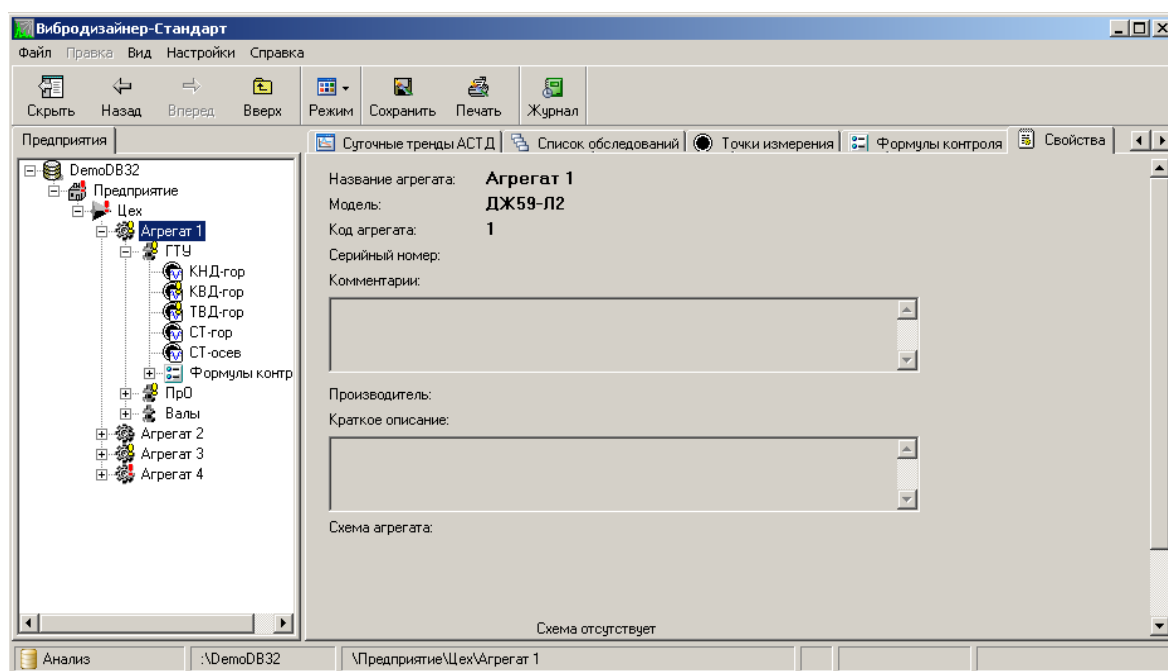 Вибродизайнер-Стандарт
Файл Правка Вид Настройки Справка
Скрыть Назад Вперед Вверх Режим Сохранить Печать Журнал
Предприятия
Суточные тренды АСТД Список обследований Точки измерения Формулы контроля Свойства
DemoDB32
Предприятие
Цех
Агрегат 1
ГТУ
КНД-гор
КВД-гор
ТВД-гор
СТ-гор
СТ-осев
Формулы контр
ПрО
Валы
Агрегат 2
Агрегат 3
Агрегат 4
Название агрегата: Агрегат 1
Модель: ДЖ59-Л2
Код агрегата: 1
Серийный номер:
Комментарии:
Производитель:
Краткое описание:
Схема агрегата:
Схема отсутствует
Анализ :\DemoDB32 \Предприятие\Цех\Агрегат 1